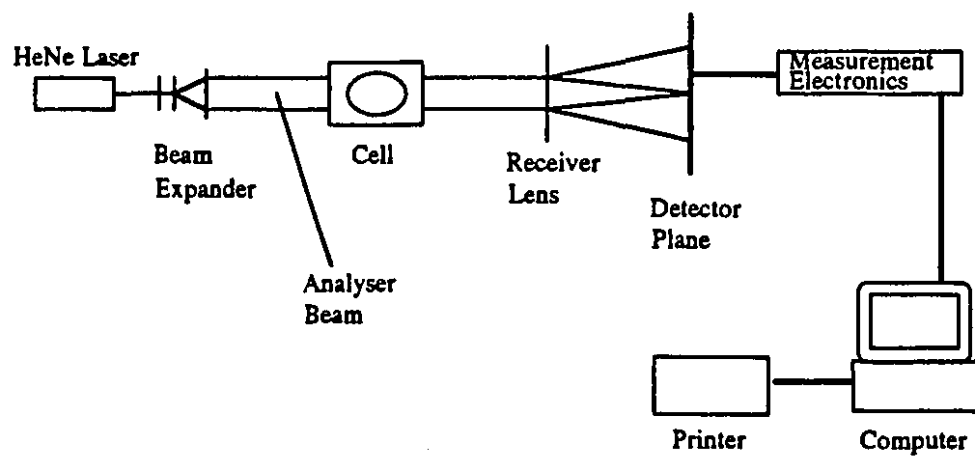 HeNe Laser
Measurement
Electronics
Beam
Expander
Cell
Receiver
Lens
Detector
Plane
Analyser
Beam
Printer
Computer